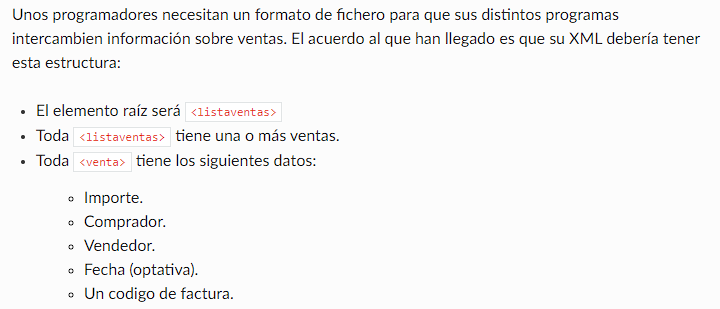 Unos programadores necesitan un formato de fichero para que sus distintos programas
intercambien información sobre ventas. El acuerdo al que han llegado es que su XML debería tener
esta estructura:
• El elemento raíz será <listaventas>
• Toda <listaventas> tiene una o más ventas.
• Toda <venta> tiene los siguientes datos:
◦ Importe.
◦ Comprador.
◦ Vendedor.
◦ Fecha (optativa).
◦ Un codigo de factura.